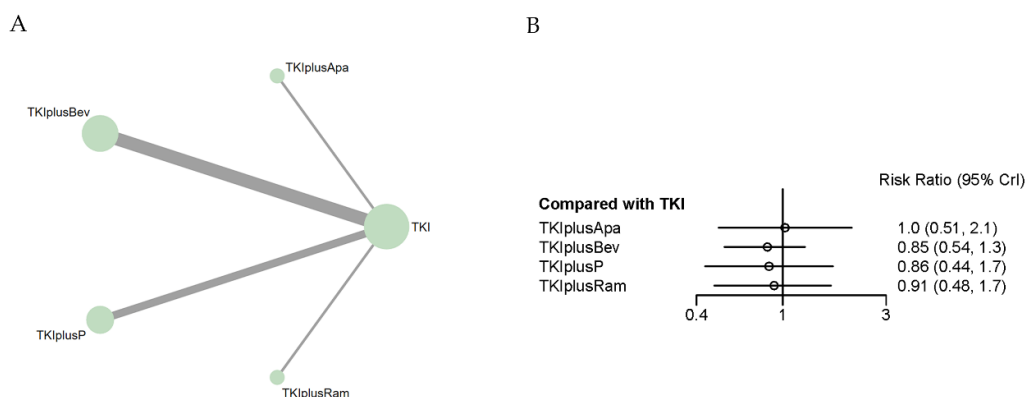 A
TKIplusApa
TKIplusBev
TKI
TKIplusP
TKIplusRam
B
Risk Ratio (95% CrI)
Compared with TKI
TKIplusApa 1.0 (0.51, 2.1)
TKIplusBev 0.85 (0.54, 1.3)
TKIplusP 0.86 (0.44, 1.7)
TKIplusRam 0.91 (0.48, 1.7)
0.4 1 3